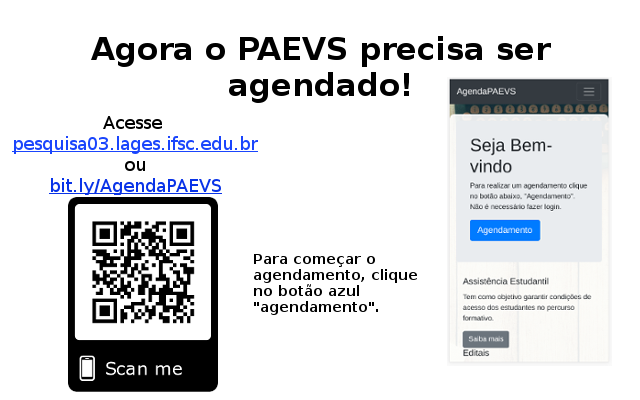 Agora o PAEVS precisa ser
agendado!
Acesse
pesquisa03.lages.ifsc.edu.br
ou
bit.ly/AgendaPAEVS
Scan me
Para começar o
agendamento, clique
no botão azul
"agendamento".
AgendaPAEVS
Seja Bem-
vindo
Para realizar um agendamento clique
no botão abaixo, "Agendamento".
Não é necessário fazer login.
Agendamento
Assistência Estudantil
Tem como objetivo garantir condições de
acesso dos estudantes no percurso
formativo.
Saiba mais
Editais